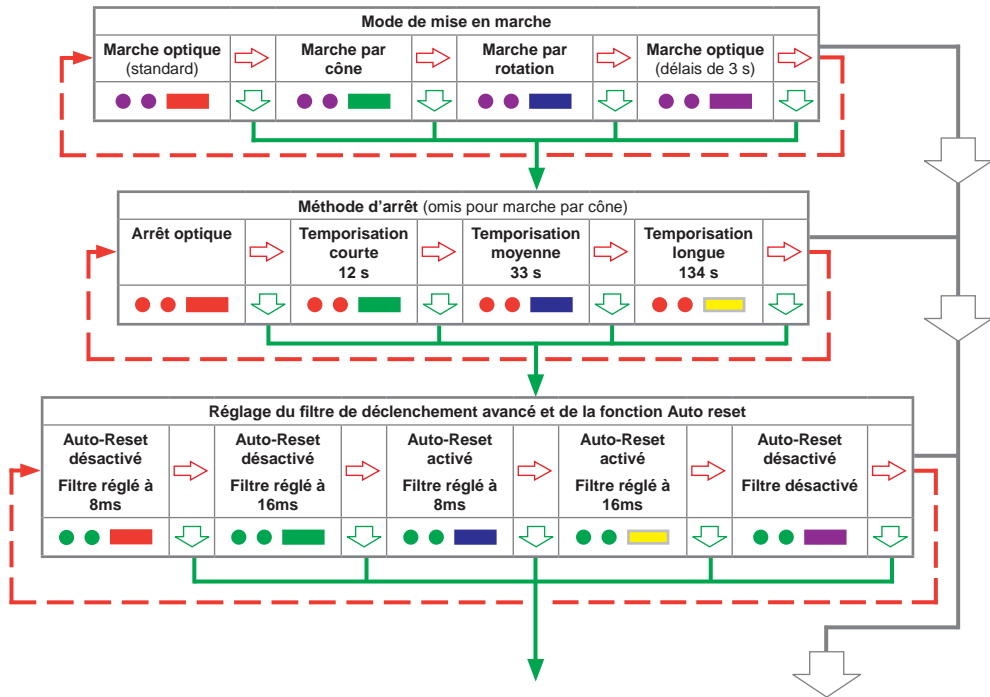 Mode de mise en marche
Marche optique
(standard)
Marche par
cône
Marche par
rotation
Marche optique
(délais de 3 s)
Méthode d'arrêt (omis pour marche par cône)
Arrêt optique
Temporisation
courte
12 s
Temporisation
moyenne
33 s
Temporisation
longue
134 s
Réglage du filtre de déclenchement avancé et de la fonction Auto reset
Auto-Reset
désactivé
Filtre réglé à
8ms
Auto-Reset
désactivé
Filtre réglé à
16ms
Auto-Reset
activé
Filtre réglé à
8ms
Auto-Reset
activé
Filtre réglé à
16ms
Auto-Reset
désactivé
Filtre désactivé